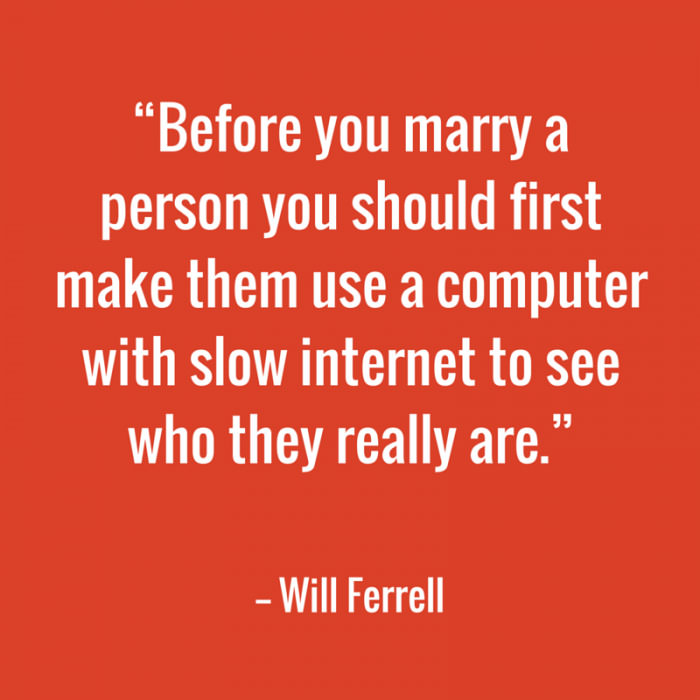 “Before you marry a
person you should first
make them use a computer
with slow internet to see
who they really are.”
– Will Ferrell